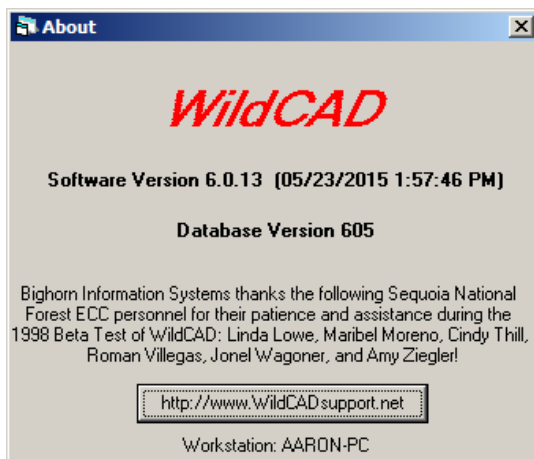 About
WildCAD
Software Version 6.0.13 (05/23/2015 1:57:46 PM)
Database Version 605
Bighorn Information Systems thanks the following Sequoia National
Forest ECC personnel for their patience and assistance during the
1998 Beta Test of WildCAD: Linda Lowe, Maribel Moreno, Cindy Thill,
Roman Villegas, Jonel Wagoner, and Amy Ziegler!
http://www.WildCADsupport.net
Workstation: AARON-PC